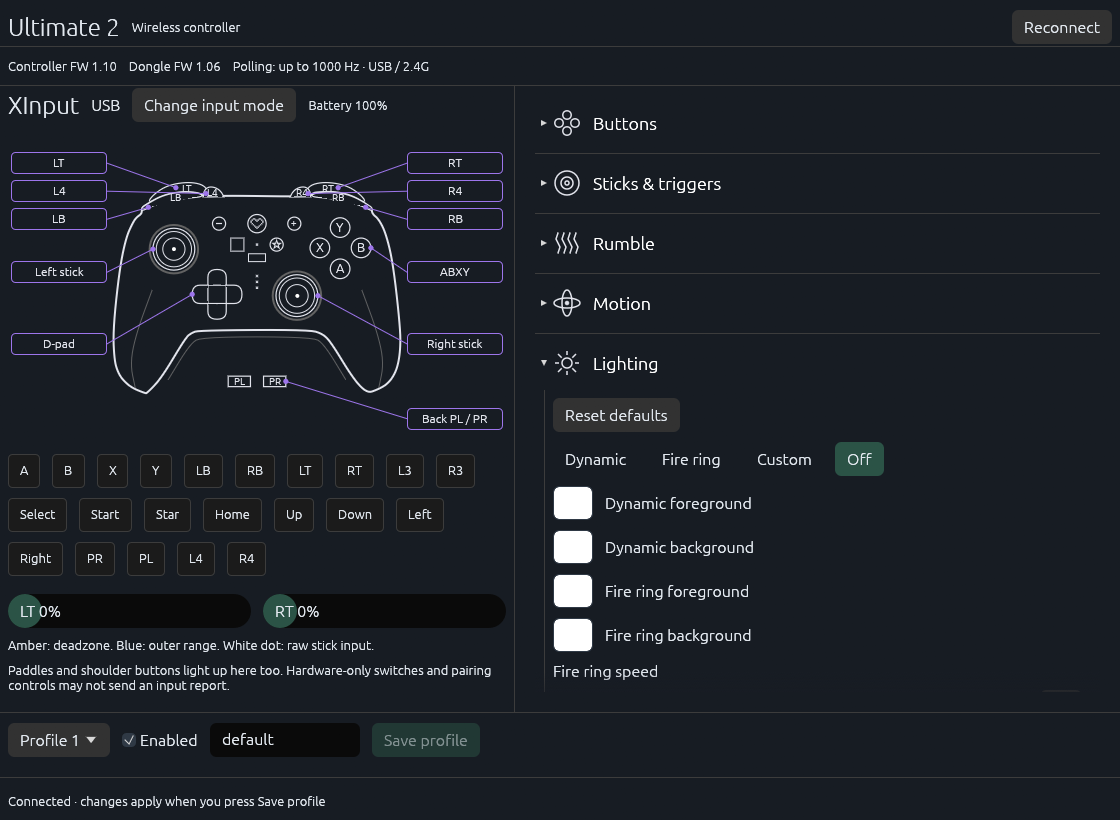 Ultimate 2 Wireless controller Reconnect
Controller FW 1.10 Dongle FW 1.06 Polling: up to 1000 Hz · USB / 2.4G
XInput USB Change input mode Battery 100%
LT LT RT RT
L4 L4 R4 R4
LB LB RB RB
Y
X B
A
Left stick ABXY
D-pad Right stick
PL PR
Back PL / PR
A B X Y LB RB LT RT L3 R3
Select Start Star Home Up Down Left
Right PR PL L4 R4
LT 0% RT 0%
Amber: deadzone. Blue: outer range. White dot: raw stick input.
Paddles and shoulder buttons light up here too. Hardware-only switches and pairing
controls may not send an input report.
Buttons
Sticks & triggers
Rumble
Motion
Lighting
Reset defaults
Dynamic Fire ring Custom Off
Dynamic foreground
Dynamic background
Fire ring foreground
Fire ring background
Fire ring speed
Profile 1 Enabled default Save profile
Connected · changes apply when you press Save profile